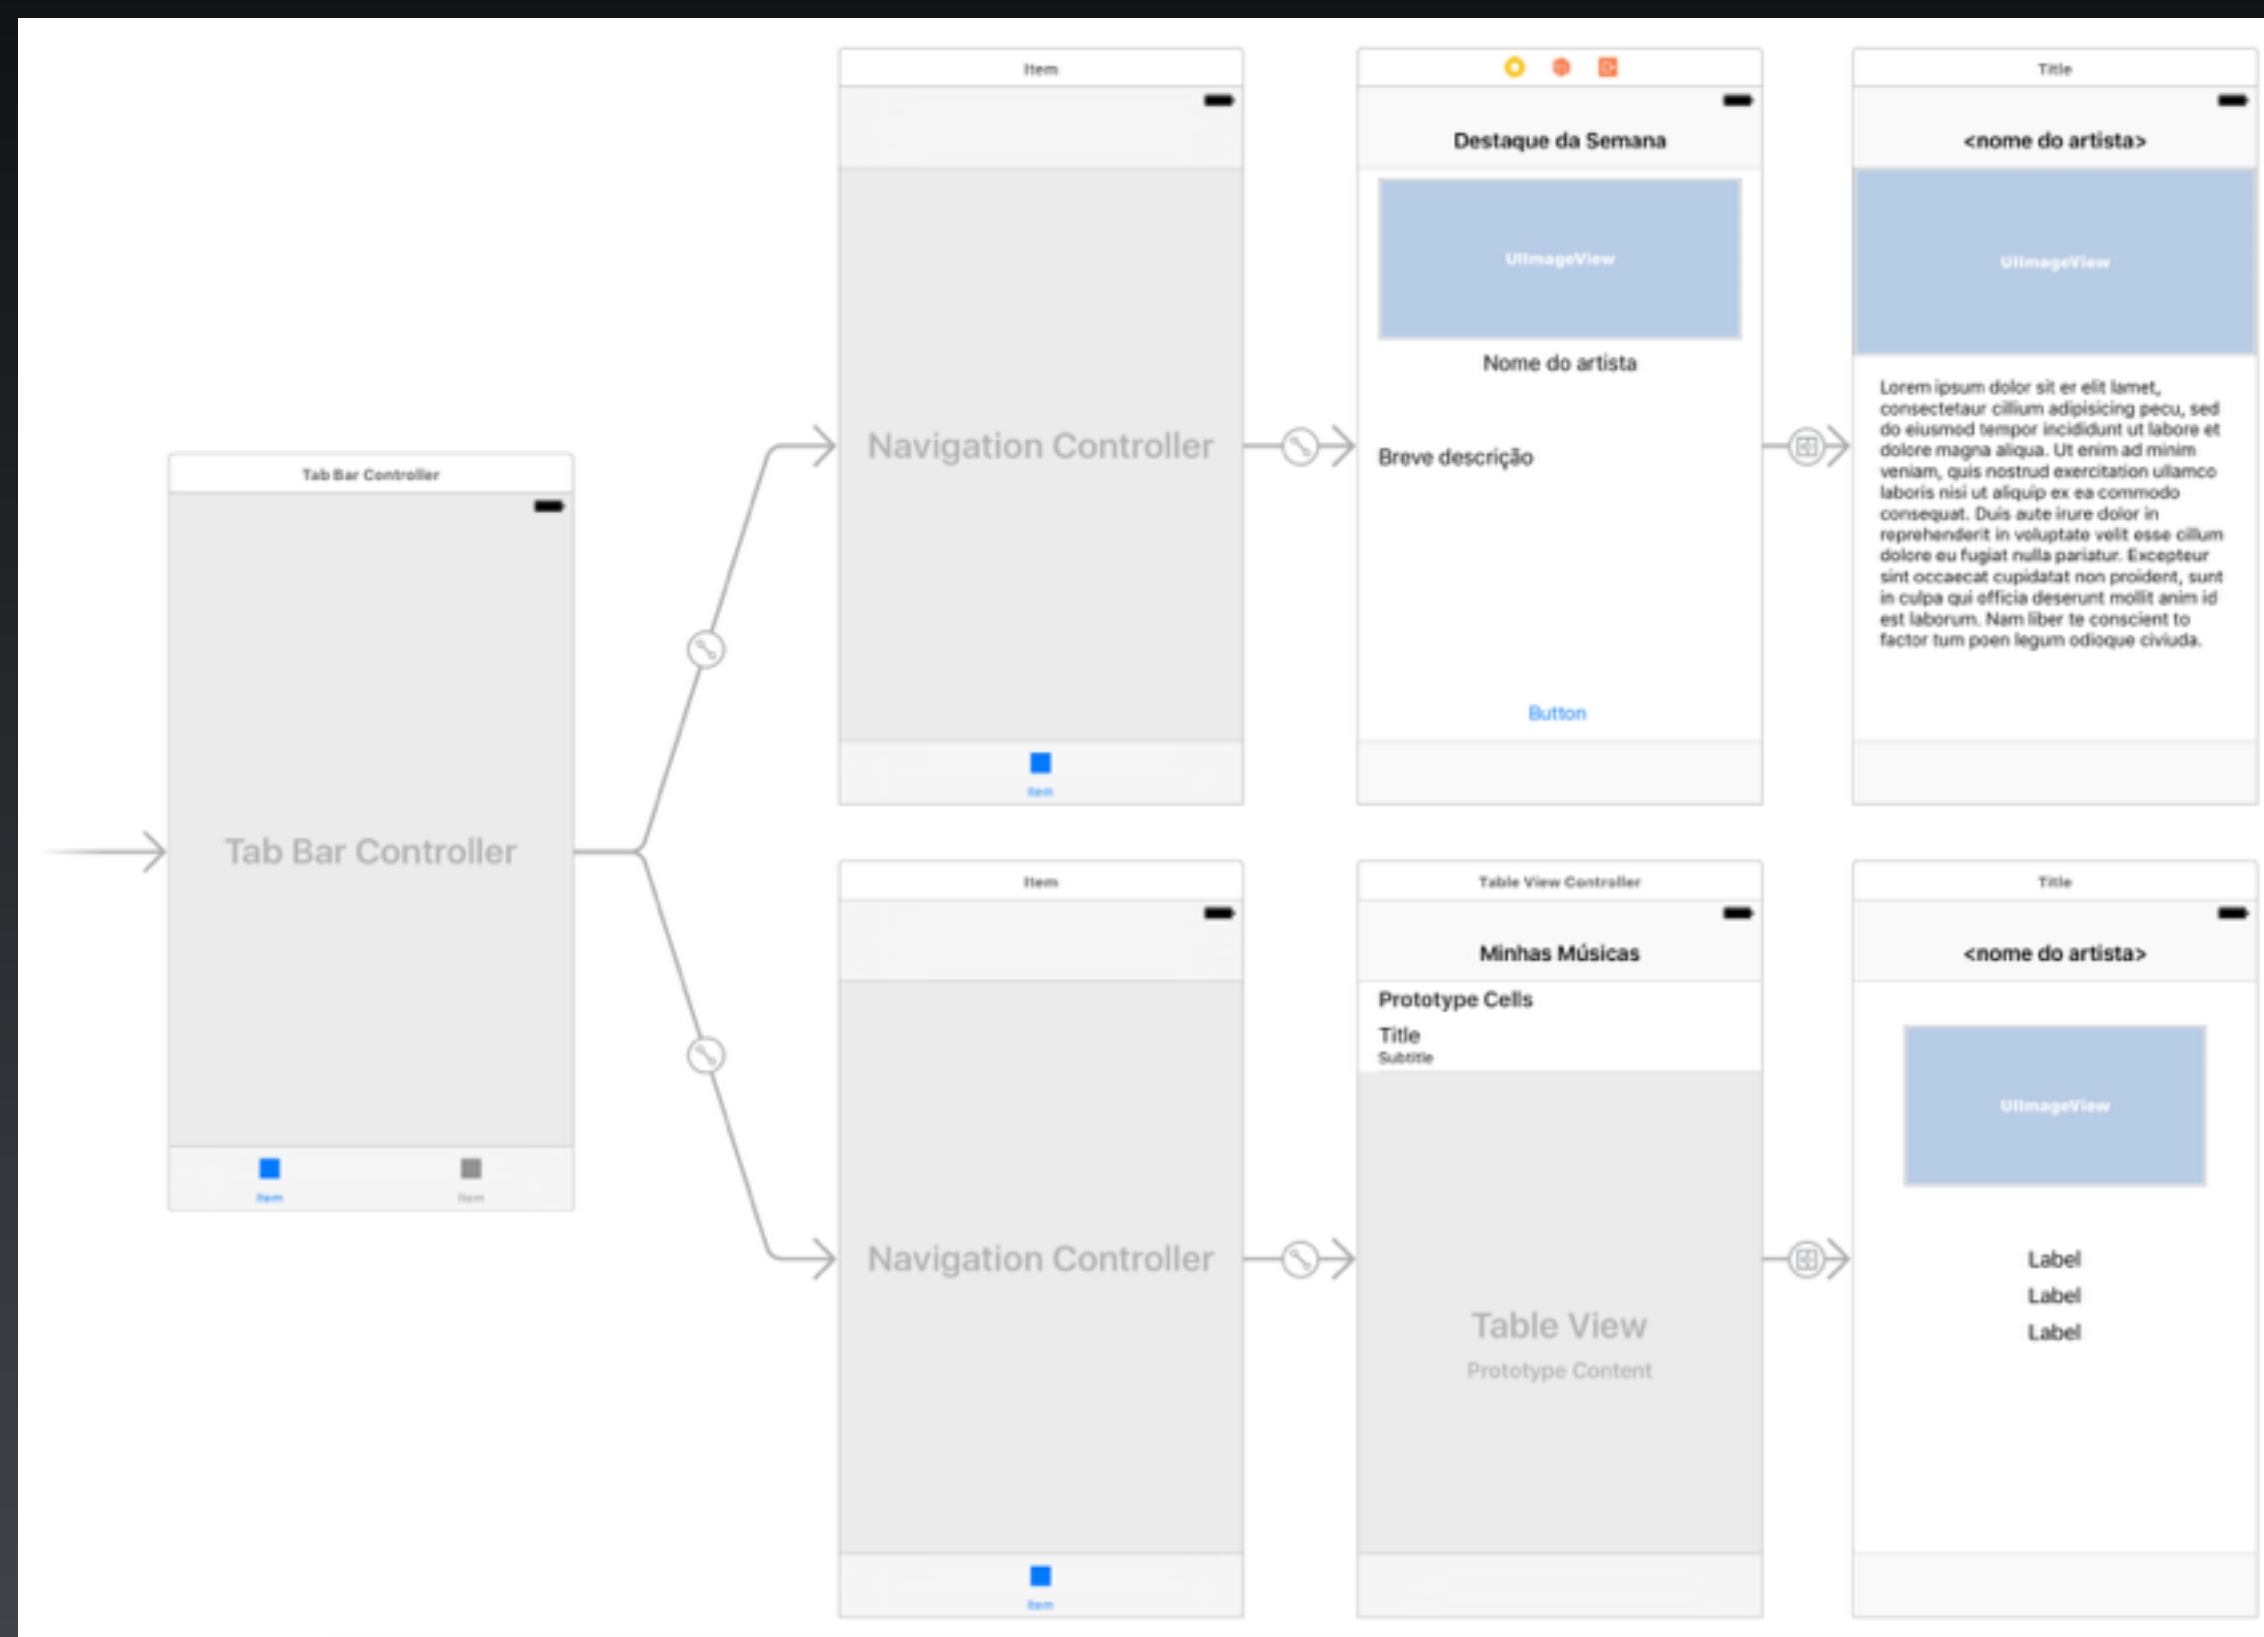 Tab Bar Controller
Tab Bar Controller
Item
Item
Item
Navigation Controller
Item
Destaque da Semana
UIImageView
Nome do artista
Breve descrição
Button
Title
<nome do artista>
UIImageView
Lorem ipsum dolor sit er elit lamet,
consectetaur cillium adipisicing pecu, sed
do eiusmod tempor incididunt ut labore et
dolore magna aliqua. Ut enim ad minim
veniam, quis nostrud exercitation ullamco
laboris nisi ut aliquip ex ea commodo
consequat. Duis aute irure dolor in
reprehenderit in voluptate velit esse cillum
dolore eu fugiat nulla pariatur. Excepteur
sint occaecat cupidatat non proident, sunt
in culpa qui officia deserunt mollit anim id
est laborum. Nam liber te conscient to
factor tum poen legum odioque civiuda.
Item
Navigation Controller
Item
Table View Controller
Minhas Músicas
Prototype Cells
Title
Subtitle
Table View
Prototype Content
Title
<nome do artista>
UIImageView
Label
Label
Label